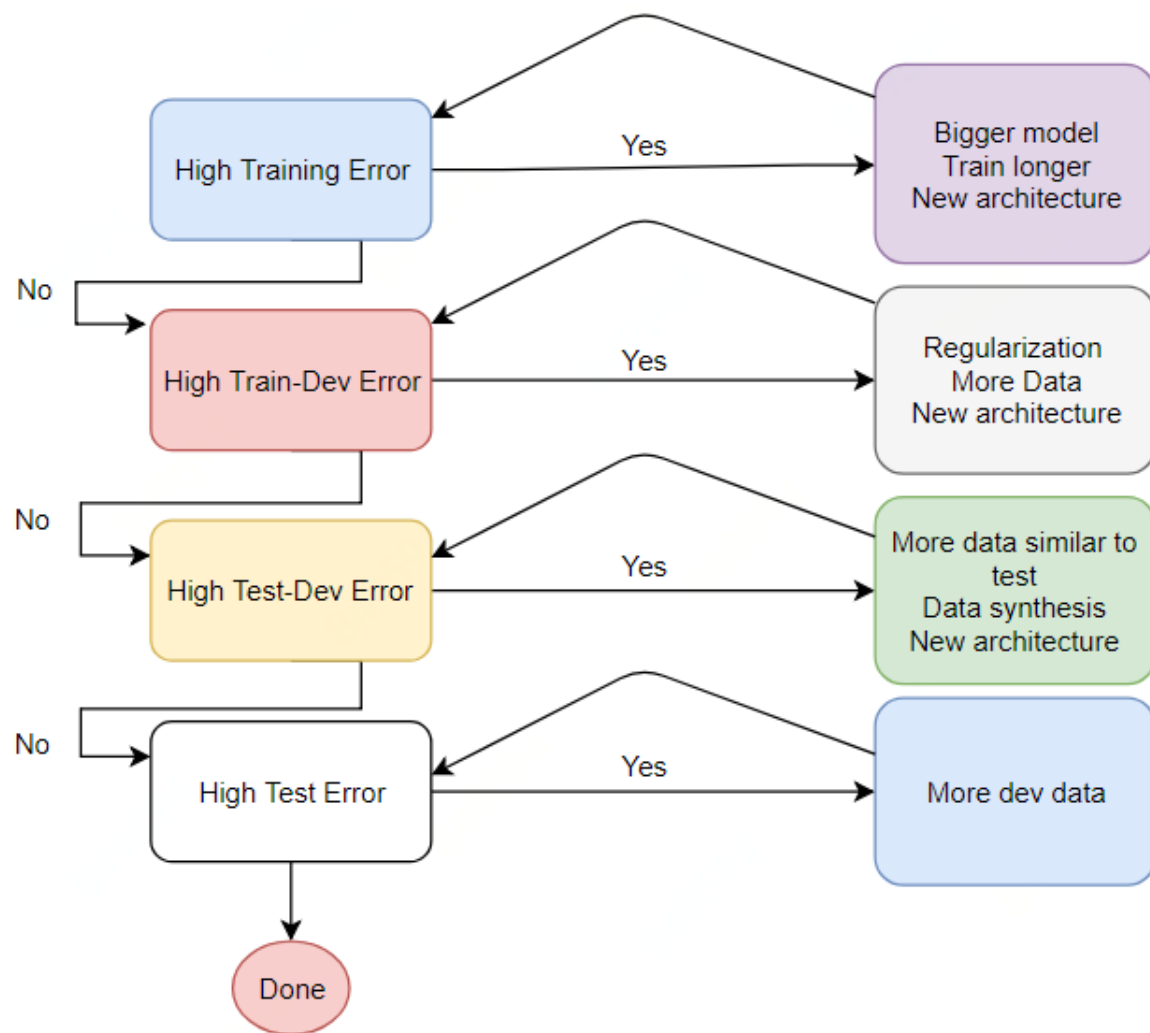 High Training Error
Yes
Bigger model
Train longer
New architecture
No
High Train-Dev Error
Yes
Regularization
More Data
New architecture
No
High Test-Dev Error
Yes
More data similar to
test
Data synthesis
New architecture
No
High Test Error
Yes
More dev data
Done